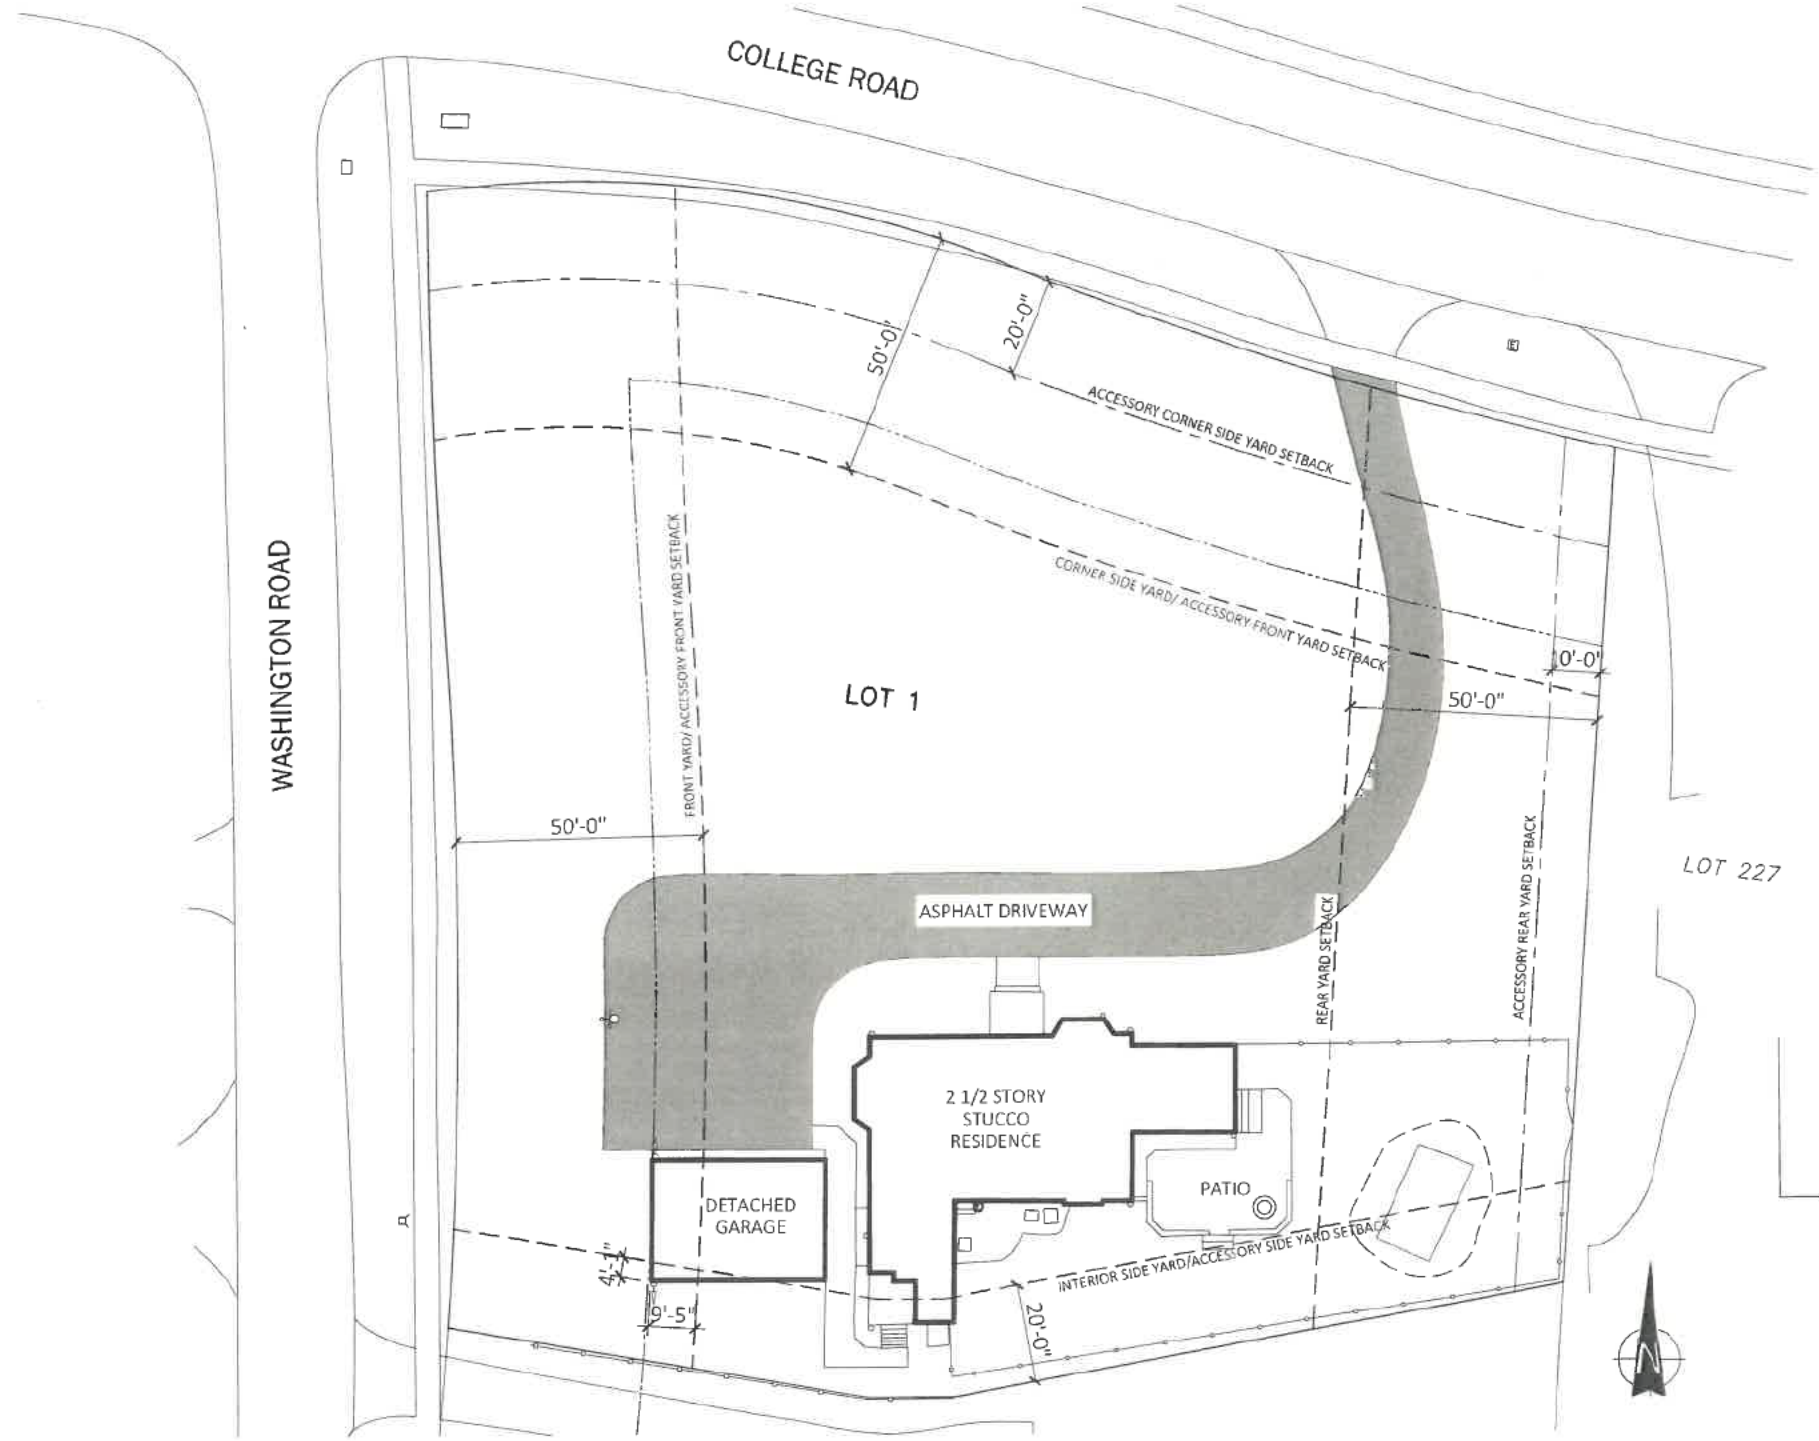 COLLEGE ROAD
E
50'-0"
20'-0"
ACCESSORY CORNER SIDE YARD SETBACK
WASHINGTON ROAD
FRONT YARD/ ACCESSORY FRONT YARD SETBACK
CORNER SIDE YARD/ ACCESSORY FRONT YARD SETBACK
0'-0"
50'-0"
LOT 1
50'-0"
LOT 227
ASPHALT DRIVEWAY
REAR YARD SETBACK
ACCESSORY REAR YARD SETBACK
2 1/2 STORY
STUCCO
RESIDENCE
DETACHED
GARAGE
PATIO
INTERIOR SIDE YARD/ACCESSORY SIDE YARD SETBACK
4'-1"
9'-5"
20'-0"
N